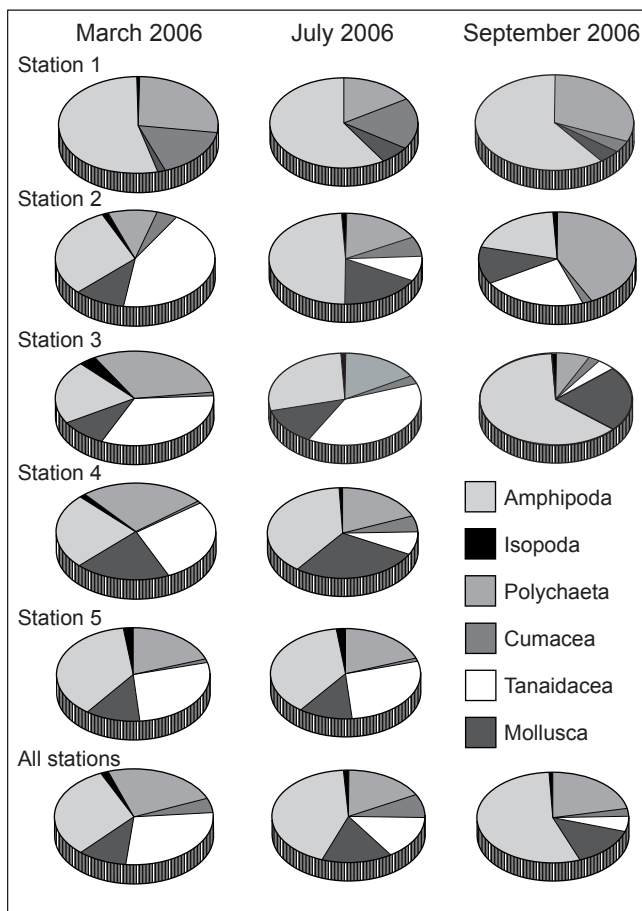 March 2006 July 2006 September 2006
Station 1
Station 2
Station 3
Station 4
Amphipoda
Isopoda
Polychaeta
Cumacea
Station 5
Tanaidacea
Mollusca
All stations